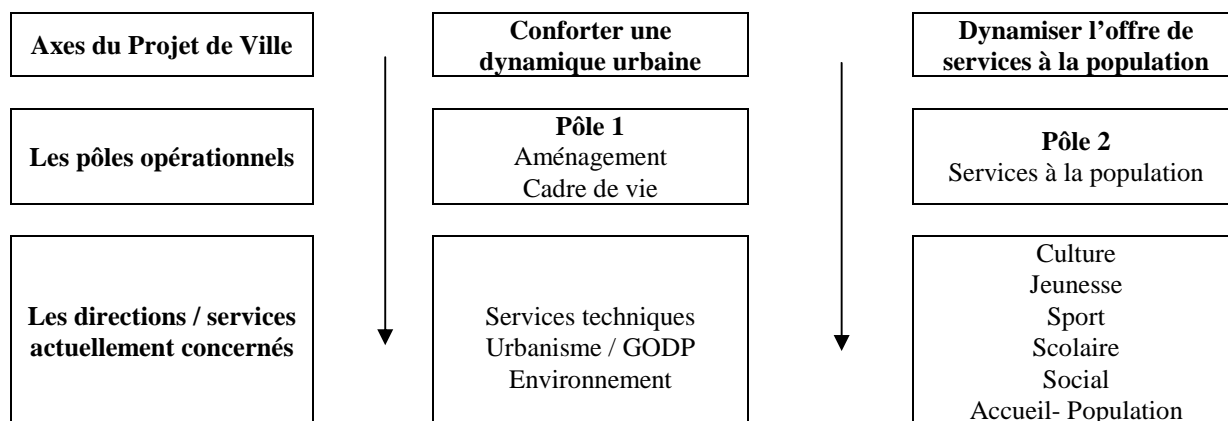 Axes du Projet de Ville
Conforter une
dynamique urbaine
Dynamiser l’offre de
services à la population
Les pôles opérationnels
Pôle 1
Aménagement
Cadre de vie
Pôle 2
Services à la population
Les directions / services
actuellement concernés
Services techniques
Urbanisme / GODP
Environnement
Culture
Jeunesse
Sport
Scolaire
Social
Accueil- Population